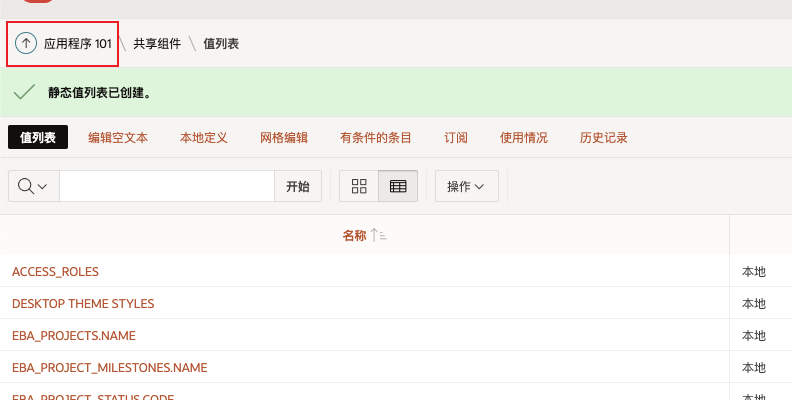 应用程序 101 \ 共享组件 \ 值列表
静态值列表已创建。
值列表 编辑空文本 本地定义 网格编辑 有条件的条目 订阅 使用情况 历史记录
开始 操作
名称
ACCESS_ROLES 本地
DESKTOP THEME STYLES 本地
EBA_PROJECTS.NAME 本地
EBA_PROJECT_MILESTONES.NAME 本地
EBA_PROJECT_STATUS.CODE 本地